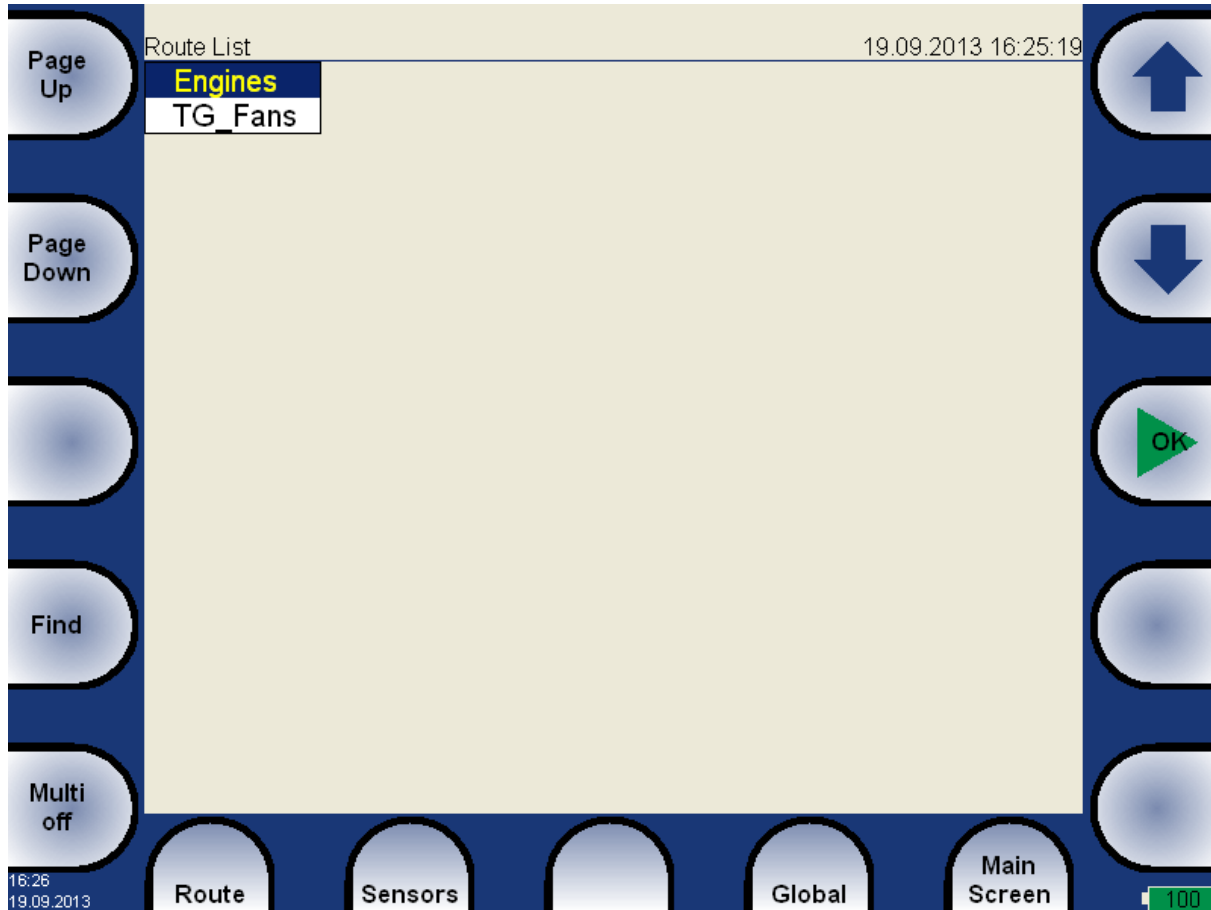 Route List
19.09.2013 16:25:19
Engines
TG_Fans
Page
Up
Page
Down
Find
Multi
off
OK
Route
Sensors
Global
Main
Screen
16:26
19.09.2013
100